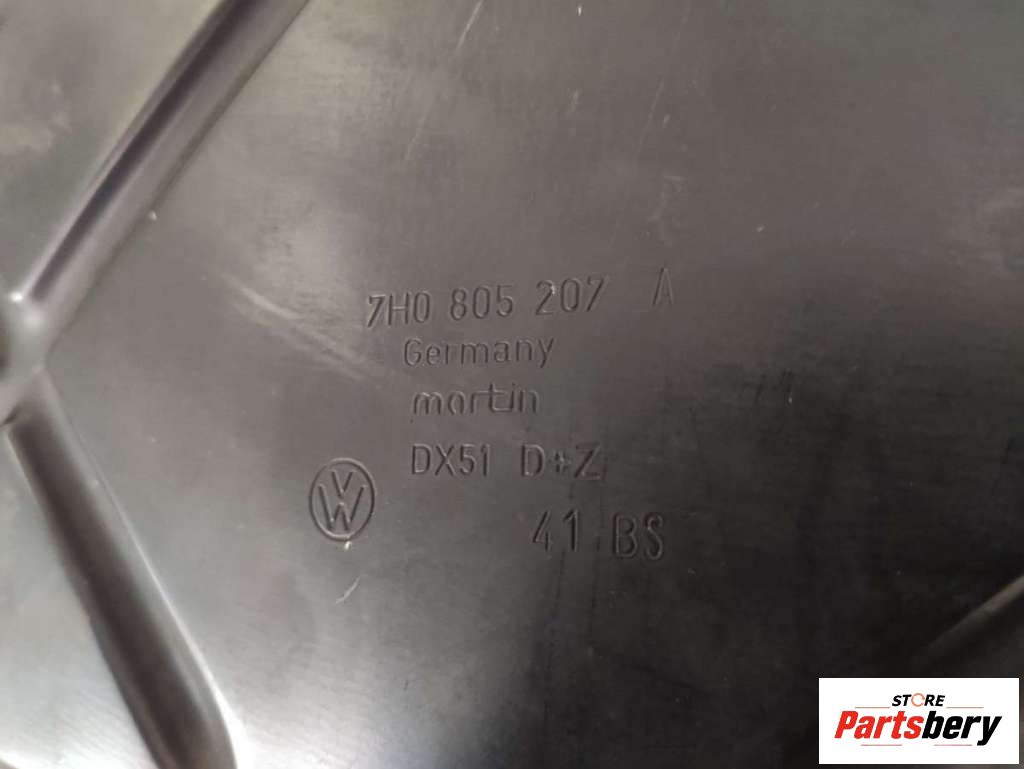 7H0 805 207 A
Germany
martin
DX51 D+Z
VW
41 BS
STORE
Partsbery